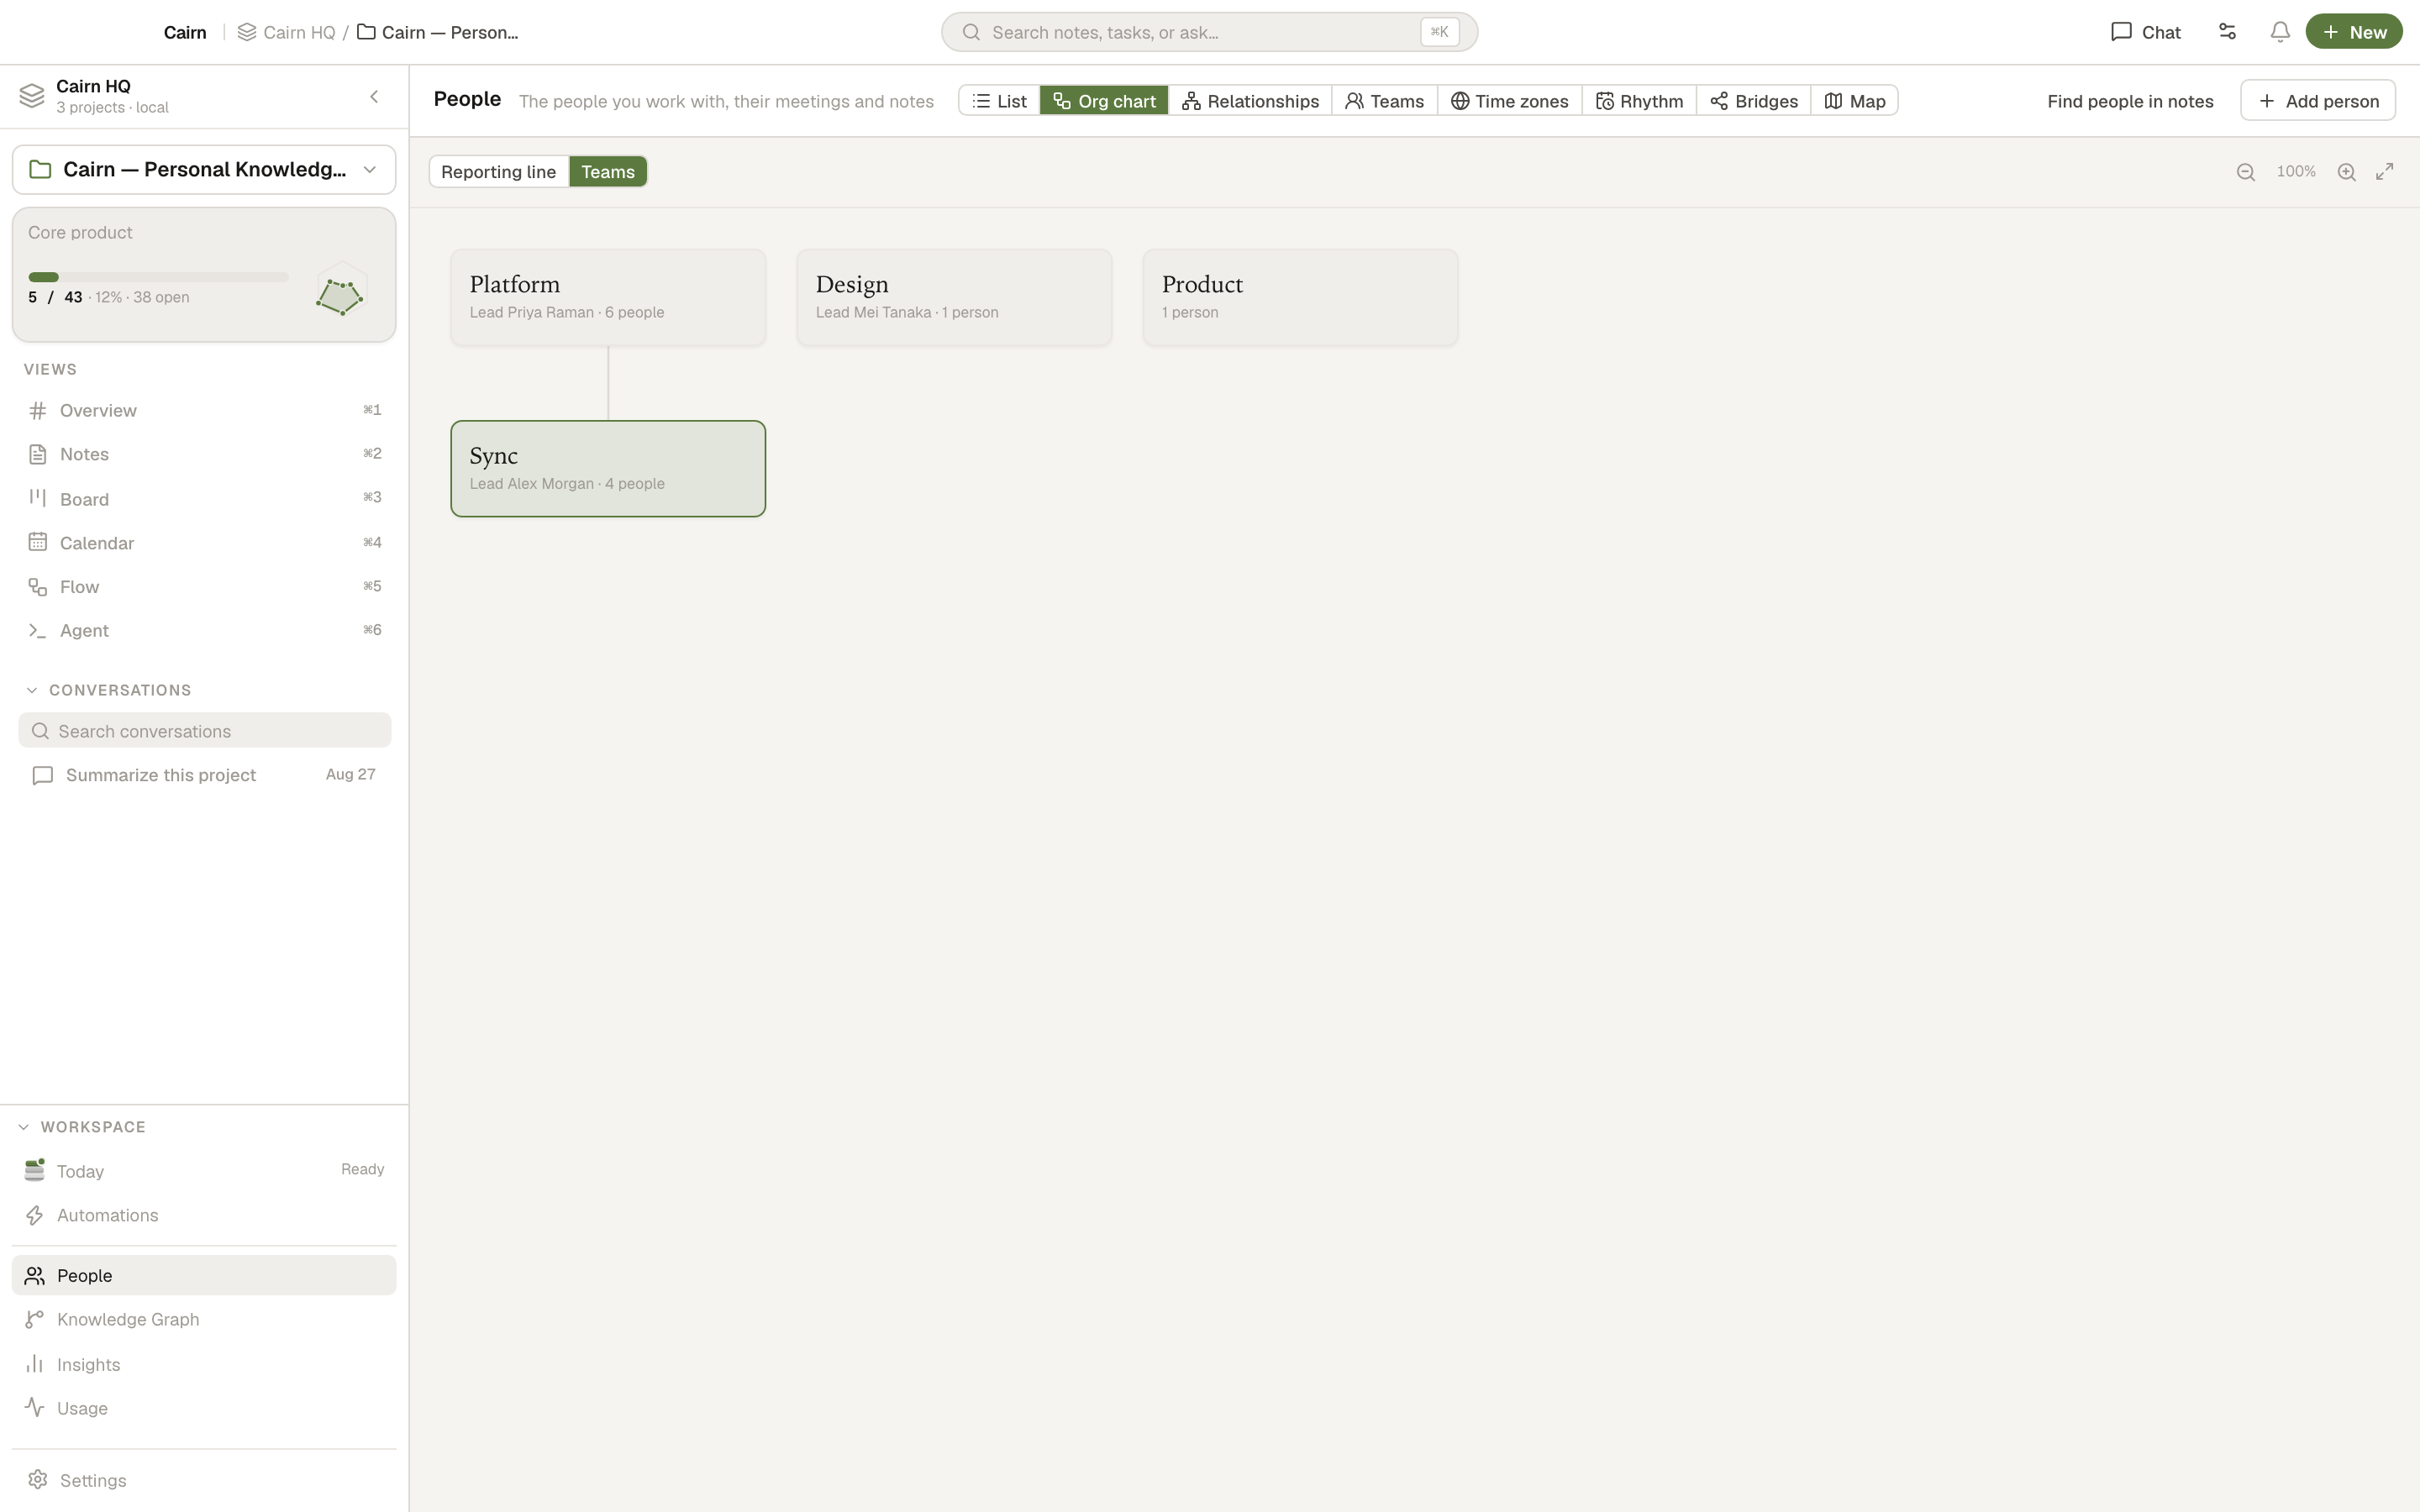 Cairn
Cairn HQ / Cairn — Person...
Search notes, tasks, or ask...
⌘K
Chat
New
Cairn HQ
3 projects · local
Cairn — Personal Knowledg...
Core product
5 / 43 · 12% · 38 open
VIEWS
Overview ⌘1
Notes ⌘2
Board ⌘3
Calendar ⌘4
Flow ⌘5
Agent ⌘6
CONVERSATIONS
Search conversations
Summarize this project Aug 27
WORKSPACE
Today Ready
Automations
People
Knowledge Graph
Insights
Usage
Settings
People The people you work with, their meetings and notes
List Org chart Relationships Teams Time zones Rhythm Bridges Map
Find people in notes
Add person
Reporting line Teams
100%
Platform
Lead Priya Raman · 6 people
Design
Lead Mei Tanaka · 1 person
Product
1 person
Sync
Lead Alex Morgan · 4 people